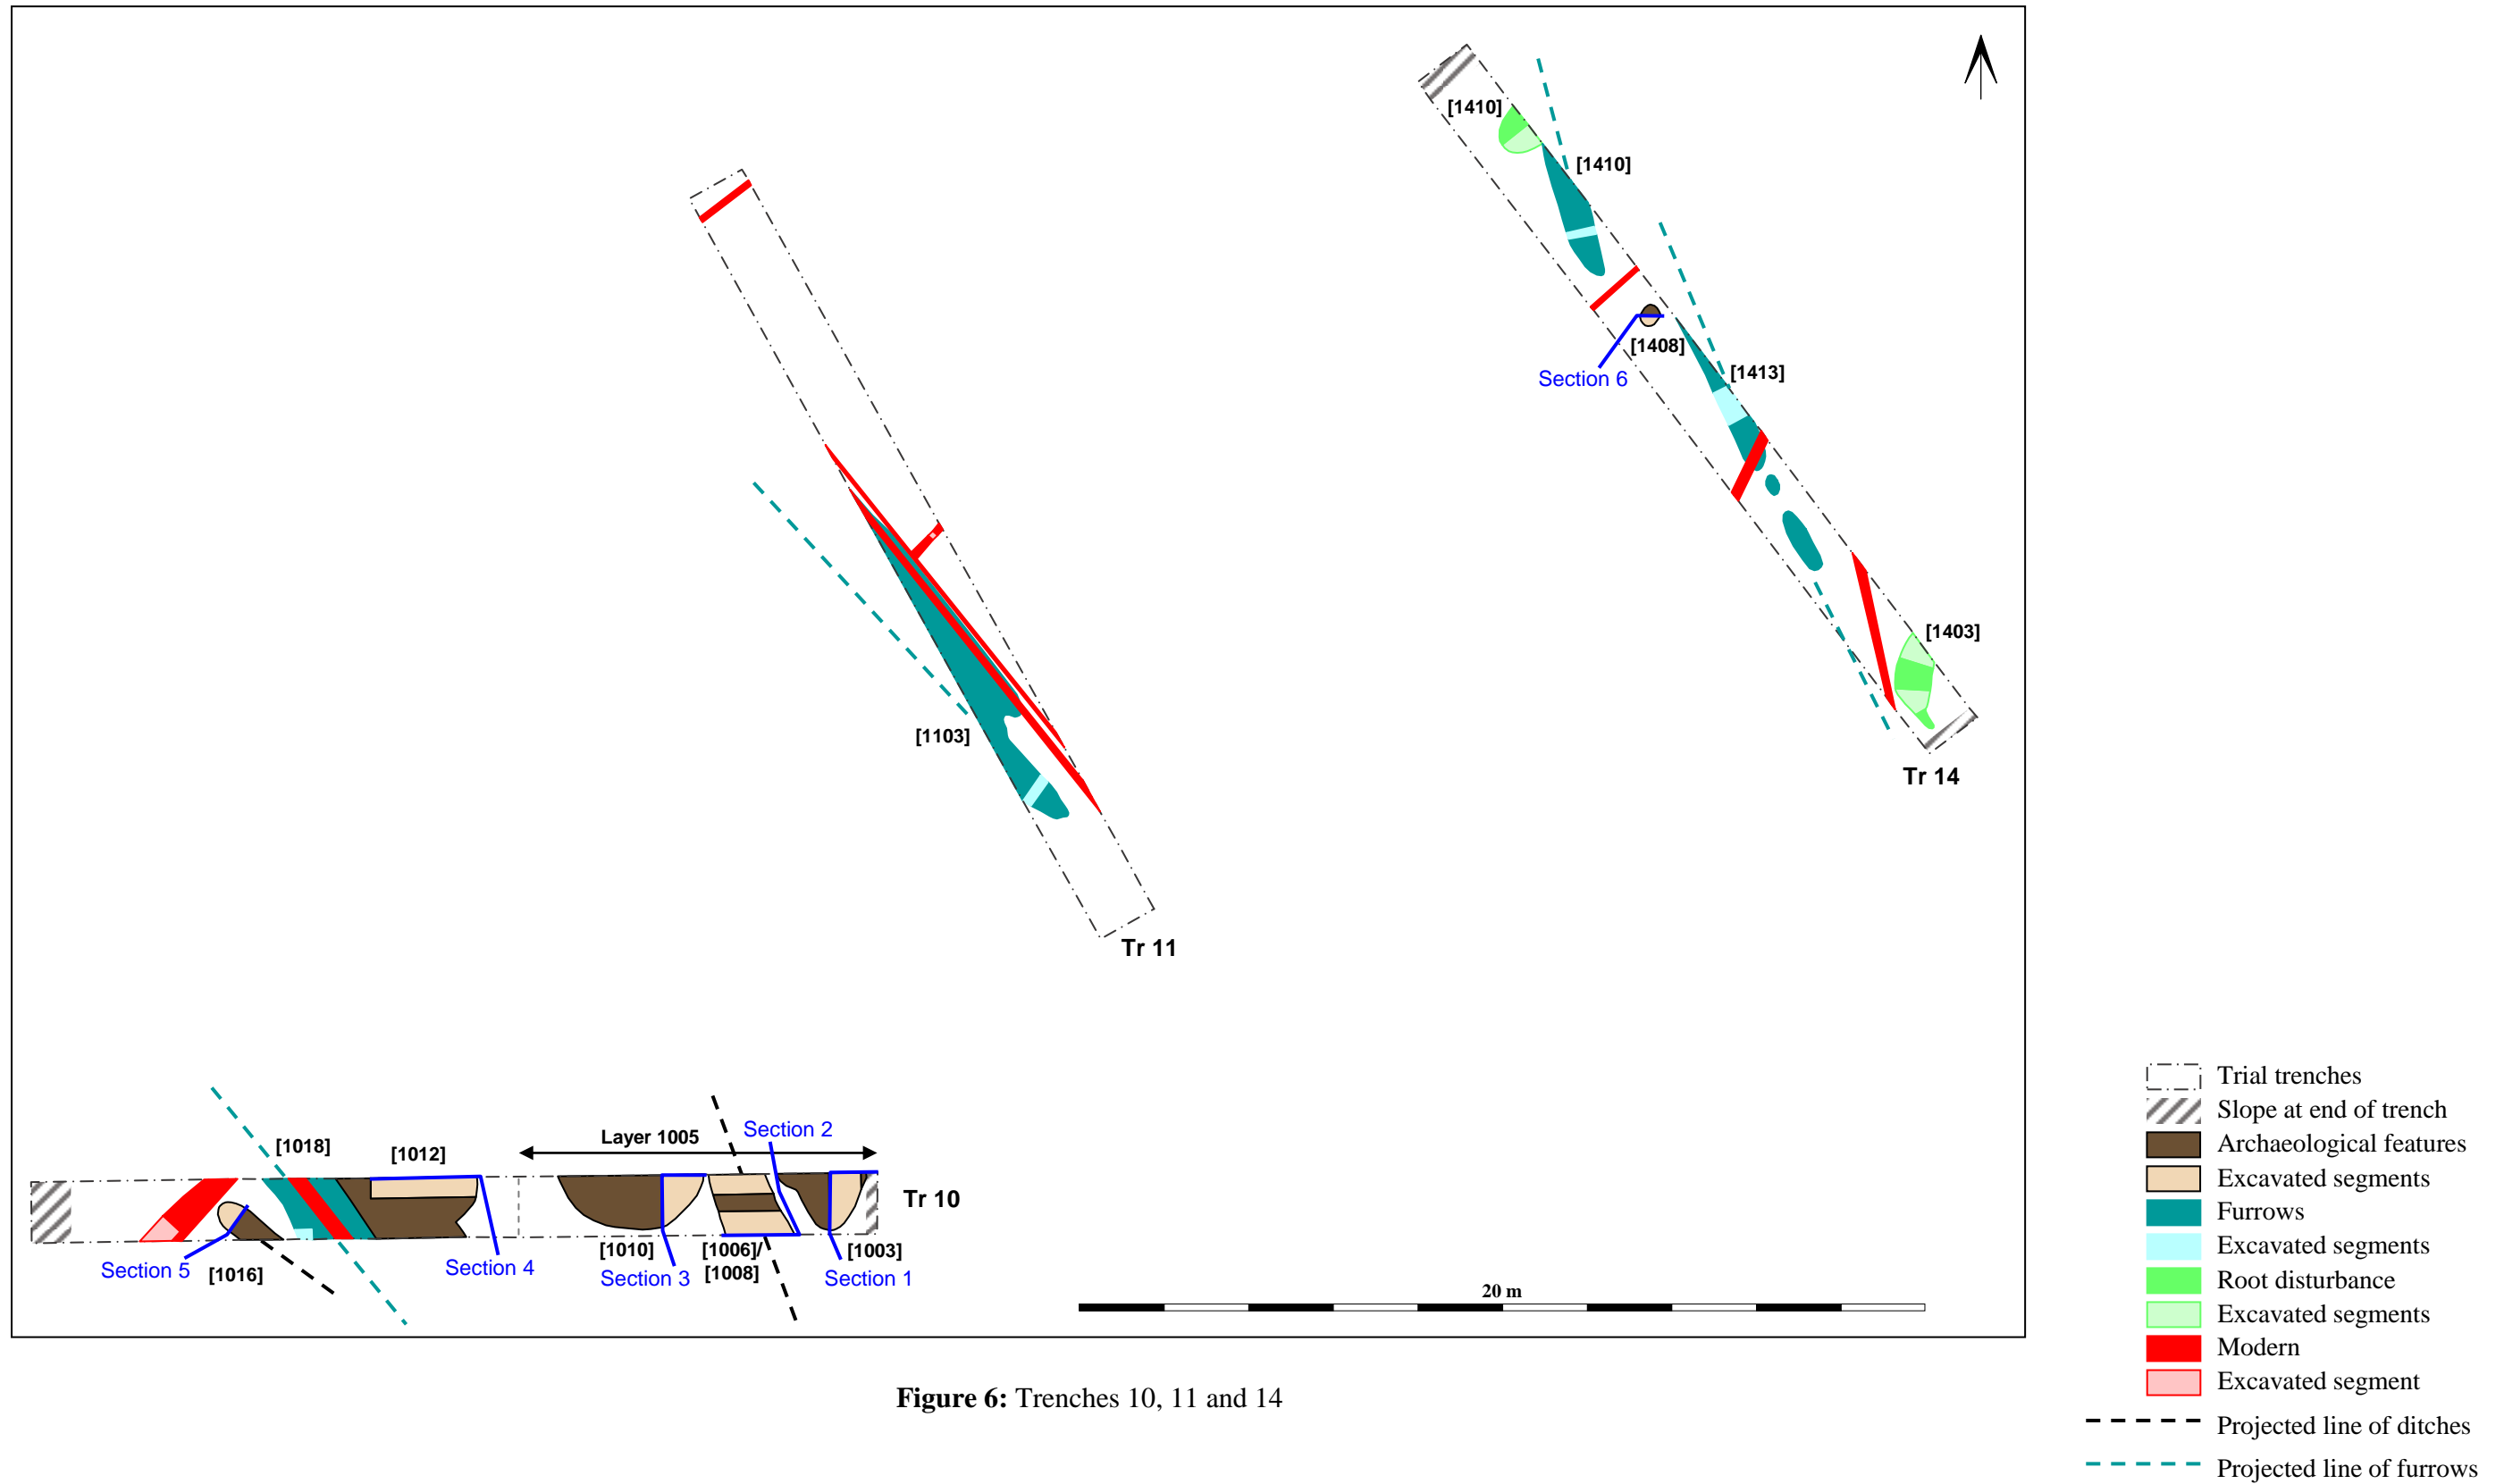 [1410]
[1410]
[1408]
Section 6
[1413]
[1403]
Tr 14
[1103]
Tr 11
[1018]
[1012]
Layer 1005
Section 2
Tr 10
Section 5
[1016]
Section 4
[1010]
Section 3
[1006]/
[1008]
[1003]
Section 1
20 m
Trial trenches
Slope at end of trench
Archaeological features
Excavated segments
Furrows
Excavated segments
Root disturbance
Excavated segments
Modern
Excavated segment
Projected line of ditches
Projected line of furrows
Figure 6: Trenches 10, 11 and 14